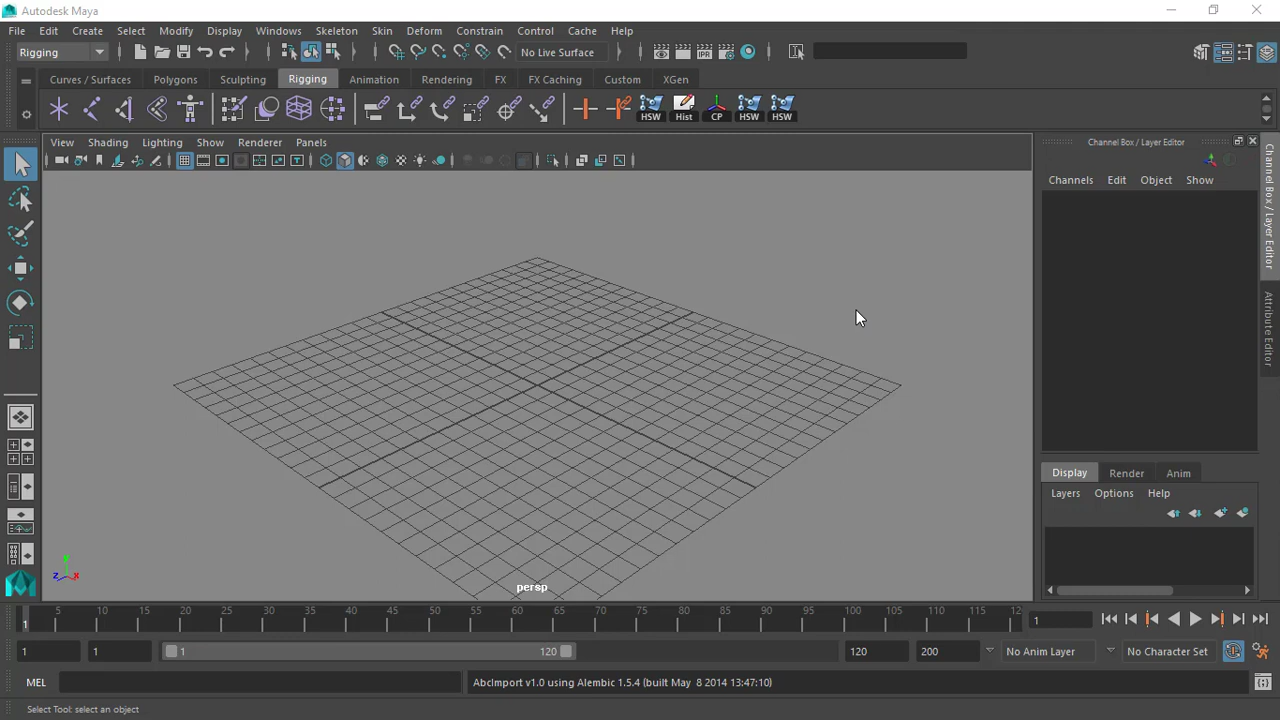 Autodesk Maya
File Edit Create Select Modify Display Windows Skeleton Skin Deform Constrain Control Cache Help
Rigging No Live Surface
IPR
Curves / Surfaces Polygons Sculpting Rigging Animation Rendering FX FX Caching Custom XGen
HSW Hist CP HSW HSW
View Shading Lighting Show Renderer Panels
Channel Box / Layer Editor
Channels Edit Object Show
Channel Box / Layer Editor
Attribute Editor
Display Render Anim
Layers Options Help
y
z x
persp
5 10 15 20 25 30 35 40 45 50 55 60 65 70 75 80 85 90 95 100 105 110 115 12
1 1
1 1 1 120 120 200 No Anim Layer No Character Set
MEL AbcImport v1.0 using Alembic 1.5.4 (built May 8 2014 13:47:10)
Select Tool: select an object